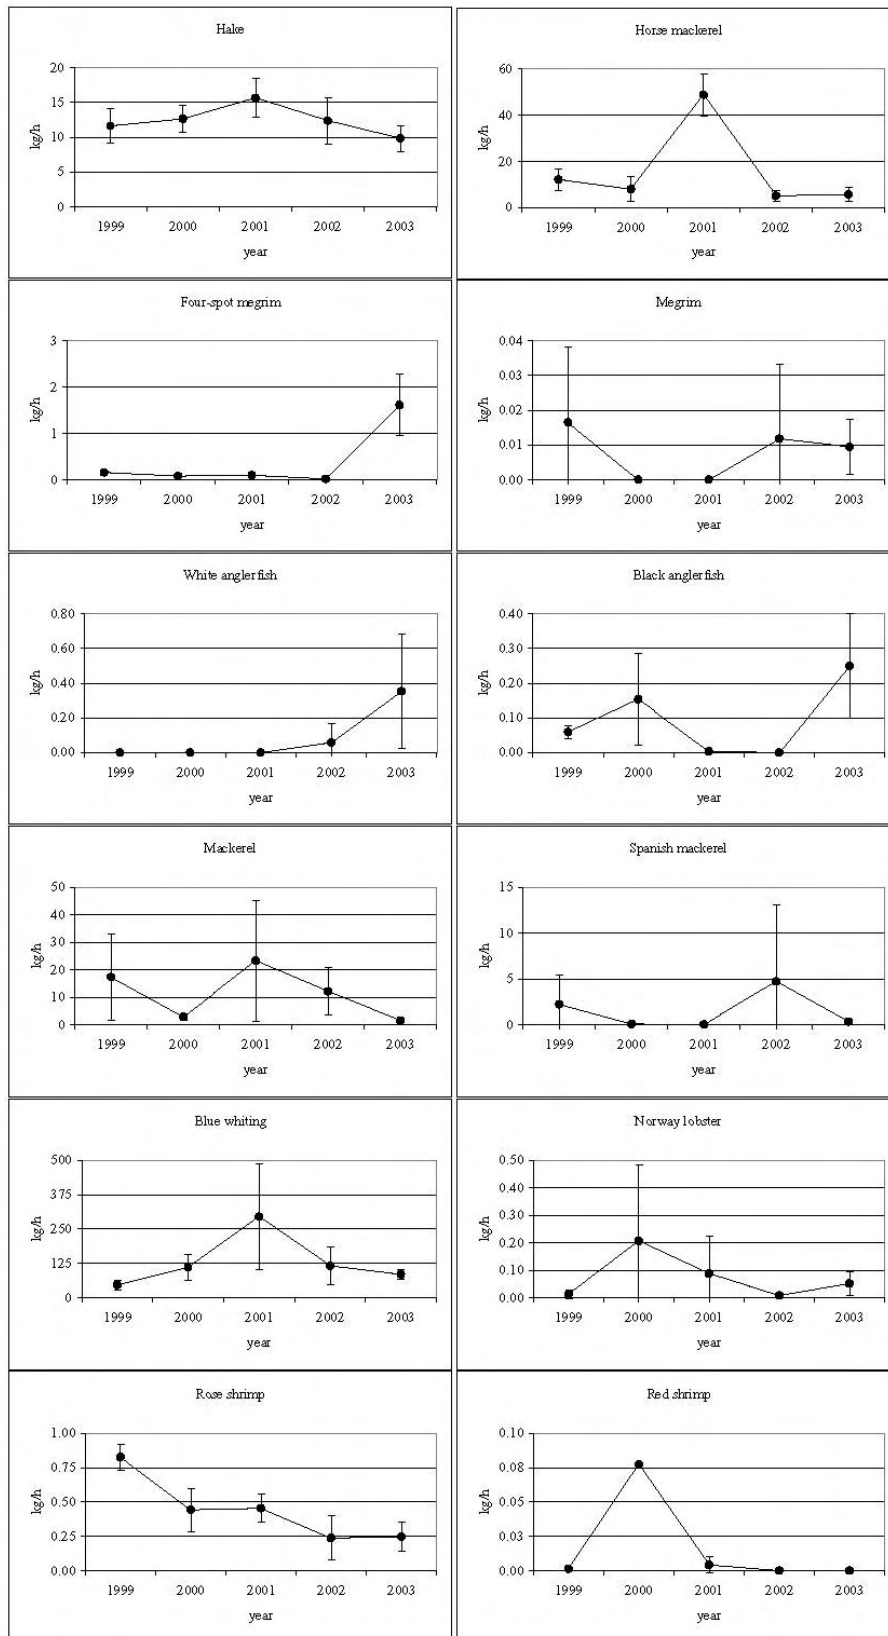 Hake
20
15
10
5
0
kg/h
1999 2000 2001 2002 2003
year
Horse mackerel
60
40
20
0
kg/h
1999 2000 2001 2002 2003
year
Four-spot megrim
3
2
1
0
kg/h
1999 2000 2001 2002 2003
year
Megrim
0.04
0.03
0.02
0.01
0.00
kg/h
1999 2000 2001 2002 2003
year
White anglerfish
0.80
0.60
0.40
0.20
0.00
kg/h
1999 2000 2001 2002 2003
year
Black anglerfish
0.40
0.30
0.20
0.10
0.00
kg/h
1999 2000 2001 2002 2003
year
Mackerel
50
40
30
20
10
0
kg/h
1999 2000 2001 2002 2003
year
Spanish mackerel
15
10
5
0
kg/h
1999 2000 2001 2002 2003
year
Blue whiting
500
375
250
125
0
kg/h
1999 2000 2001 2002 2003
year
Norway lobster
0.50
0.40
0.30
0.20
0.10
0.00
kg/h
1999 2000 2001 2002 2003
year
Rose shrimp
1.00
0.75
0.50
0.25
0.00
kg/h
1999 2000 2001 2002 2003
year
Red shrimp
0.10
0.08
0.05
0.03
0.00
kg/h
1999 2000 2001 2002 2003
year